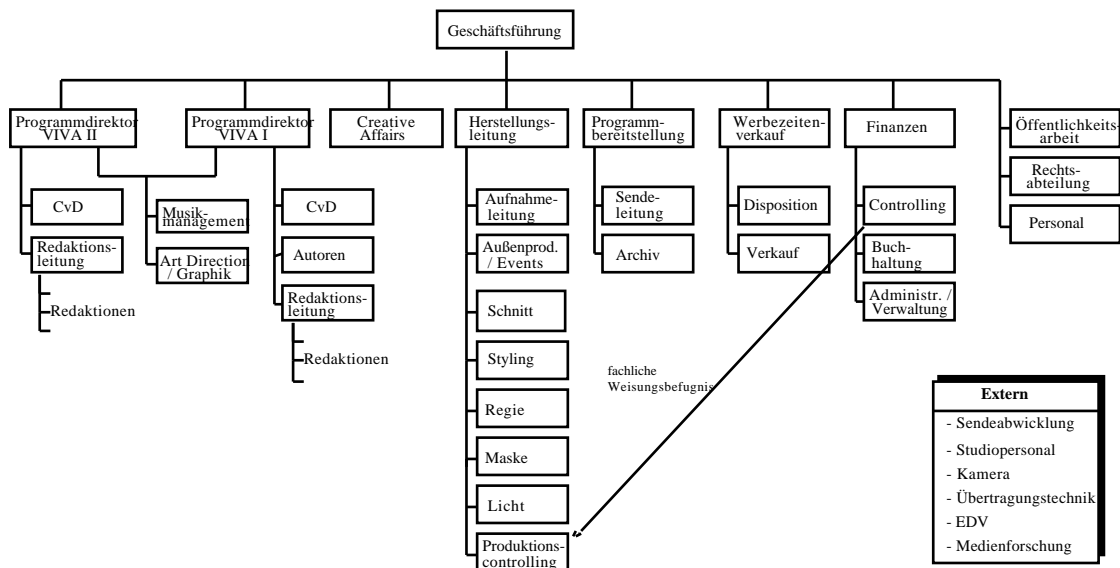 Geschäftsführung
Programmdirektor
VIVA II
Programmdirektor
VIVA I
Creative
Affairs
Herstellungs-
leitung
Programm-
bereitstellung
Werbezeiten-
verkauf
Finanzen
Öffentlichkeits-
arbeit
Rechts-
abteilung
Personal
CvD
Redaktions-
leitung
Redaktionen
Musik-
management
Art Direction
/ Graphik
CvD
Autoren
Redaktions-
leitung
Redaktionen
Aufnahme-
leitung
Außenprod.
/ Events
Schnitt
Styling
Regie
Maske
Licht
Produktions-
controlling
Sende-
leitung
Archiv
Disposition
Verkauf
Controlling
Buch-
haltung
Administr. /
Verwaltung
fachliche
Weisungsbefugnis
Extern
- Sendeabwicklung
- Studiopersonal
- Kamera
- Übertragungstechnik
- EDV
- Medienforschung